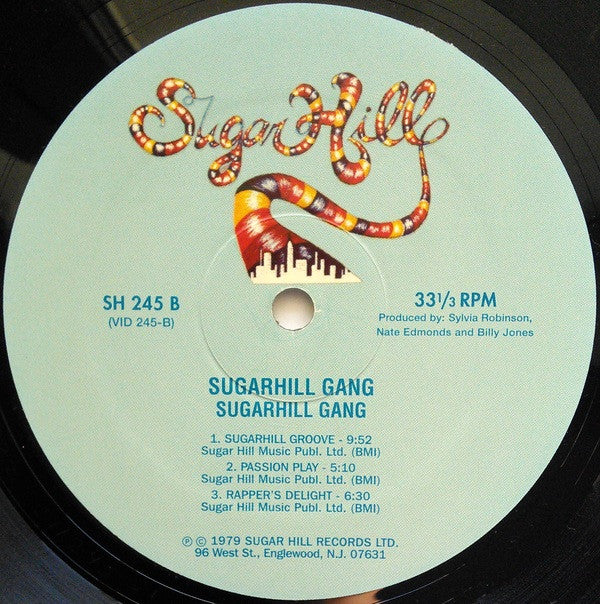 Sugar Hill
SH 245 B
(VID 245-B)
33 1/3 RPM
Produced by: Sylvia Robinson,
Nate Edmonds and Billy Jones
SUGARHILL GANG
SUGARHILL GANG
1. SUGARHILL GROOVE - 9:52
Sugar Hill Music Publ. Ltd. (BMI)
2. PASSION PLAY - 5:10
Sugar Hill Music Publ. Ltd. (BMI)
3. RAPPER'S DELIGHT - 6:30
Sugar Hill Music Publ. Ltd. (BMI)
℗ © 1979 SUGAR HILL RECORDS LTD.
96 West St., Englewood, N.J. 07631